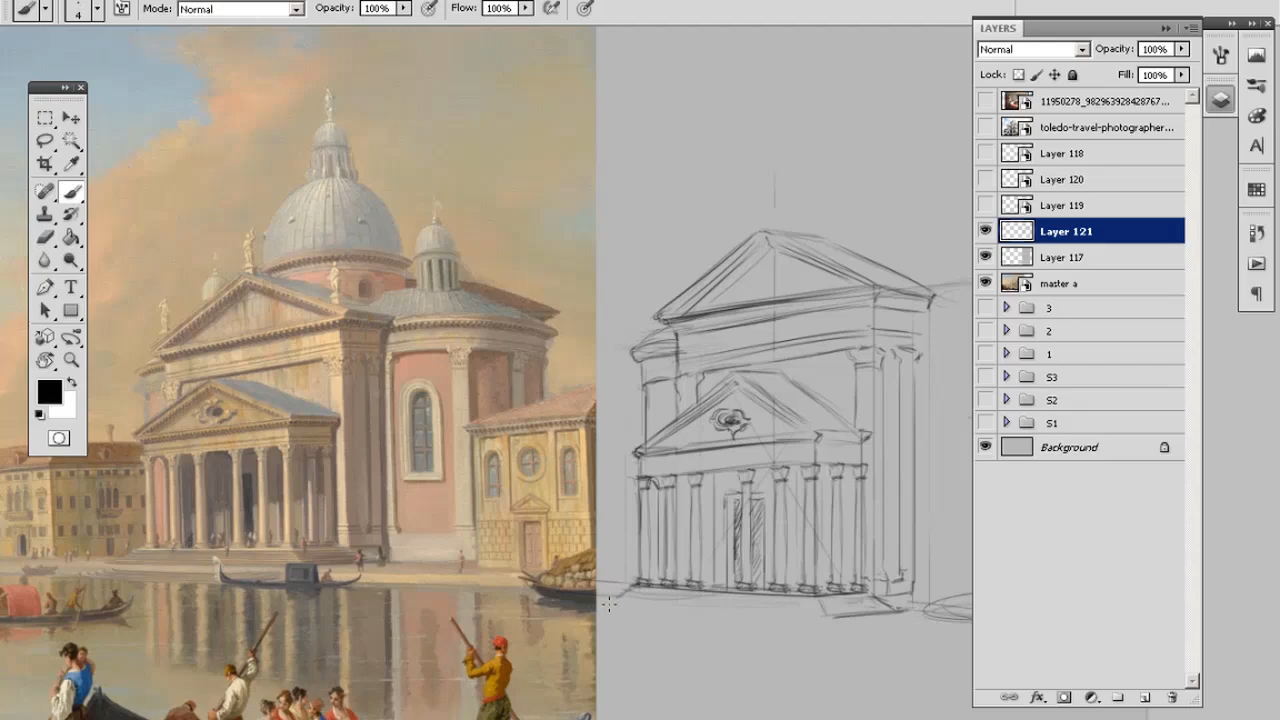 4
Mode: Normal
Opacity: 100%
Flow: 100%
LAYERS
Normal
Opacity: 100%
Lock:
Fill: 100%
11950278_982963928428767...
toledo-travel-photographer...
Layer 118
Layer 120
Layer 119
Layer 121
Layer 117
master a
3
2
1
S3
S2
S1
Background